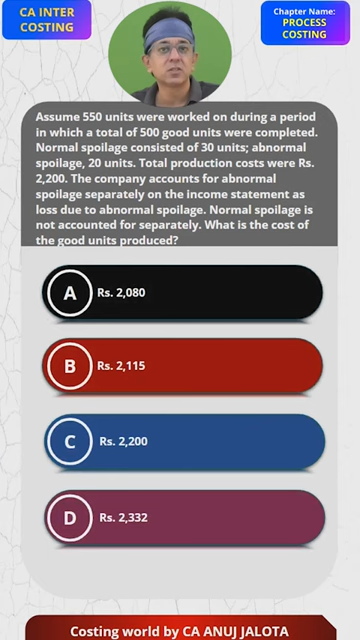 CA INTER
COSTING
Chapter Name:
PROCESS
COSTING
Assume 550 units were worked on during a period
in which a total of 500 good units were completed.
Normal spoilage consisted of 30 units; abnormal
spoilage, 20 units. Total production costs were Rs.
2,200. The company accounts for abnormal
spoilage separately on the income statement as
loss due to abnormal spoilage. Normal spoilage is
not accounted for separately. What is the cost of
the good units produced?
A Rs. 2,080
B Rs. 2,115
C Rs. 2,200
D Rs. 2,332
Costing world by CA ANUJ JALOTA